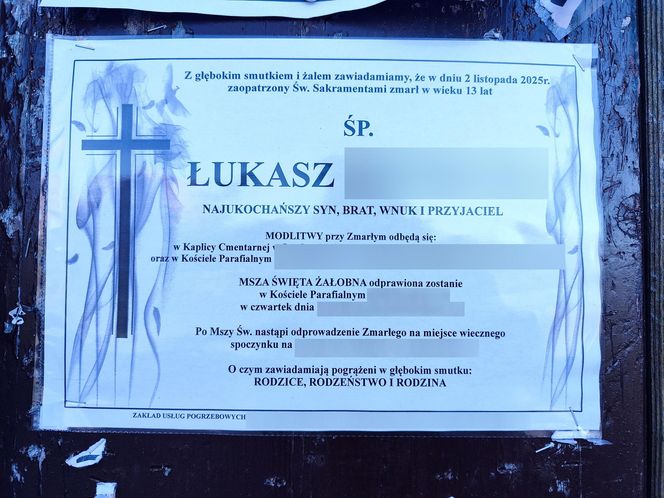 Z głębokim smutkiem i żalem zawiadamiamy, że w dniu 2 listopada 2025r.
zaopatrzony Św. Sakramentami zmarł w wieku 13 lat
ŚP.
ŁUKASZ
NAJUKOCHAŃSZY SYN, BRAT, WNUK I PRZYJACIEL
MODLITWY przy Zmarłym odbędą się:
w Kaplicy Cmentarnej
oraz w Kościele Parafialnym
MSZA ŚWIĘTA ŻAŁOBNA odprawiona zostanie
w Kościele Parafialnym
w czwartek dnia
Po Mszy Św. nastąpi odprowadzenie Zmarłego na miejsce wiecznego
spoczynku na
O czym zawiadamiają pogrążeni w głębokim smutku:
RODZICE, RODZEŃSTWO I RODZINA
ZAKŁAD USŁUG POGRZEBOWYCH